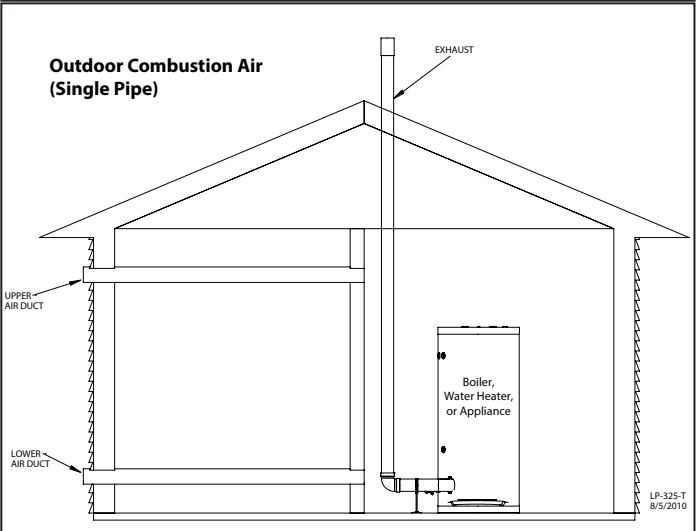 Outdoor Combustion Air
(Single Pipe)
EXHAUST
UPPER
AIR DUCT
Boiler,
Water Heater,
or Appliance
LOWER
AIR DUCT
LP-325-T
8/5/2010